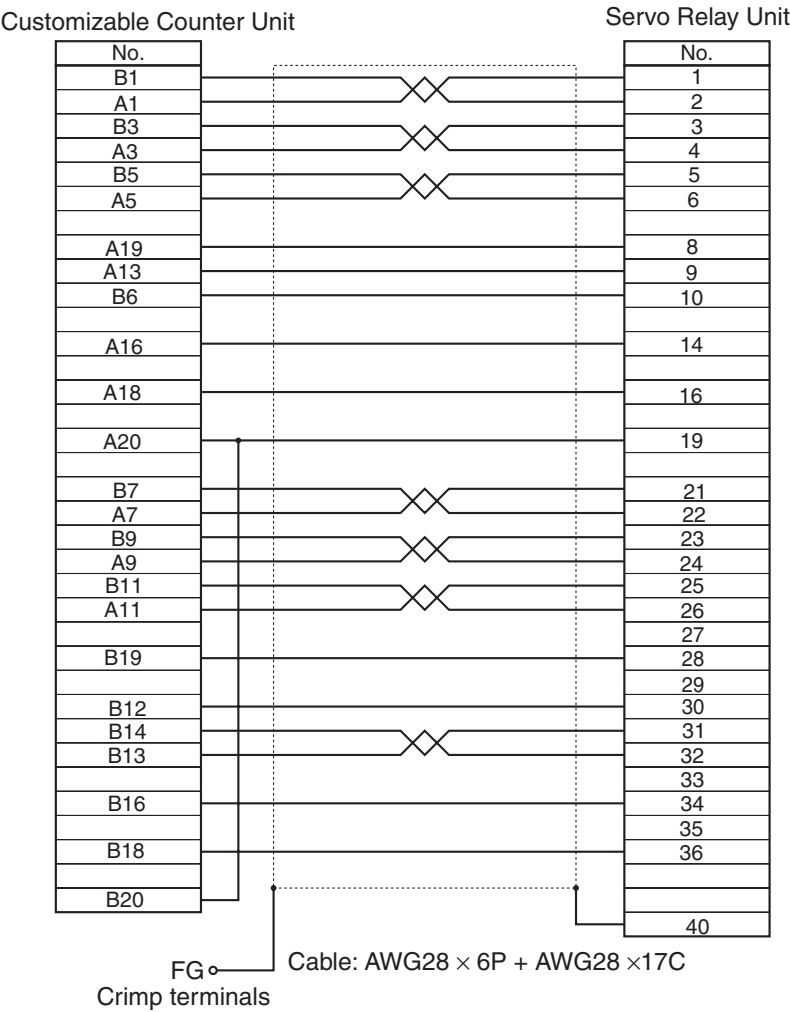 Customizable Counter Unit
Servo Relay Unit
No. No.
B1 1
A1 2
B3 3
A3 4
B5 5
A5 6
A19 8
A13 9
B6 10
A16 14
A18 16
A20 19
B7 21
A7 22
B9 23
A9 24
B11 25
A11 26
27
B19 28
29
B12 30
B14 31
B13 32
33
B16 34
35
B18 36
B20
40
FG
Crimp terminals
Cable: AWG28 × 6P + AWG28 ×17C